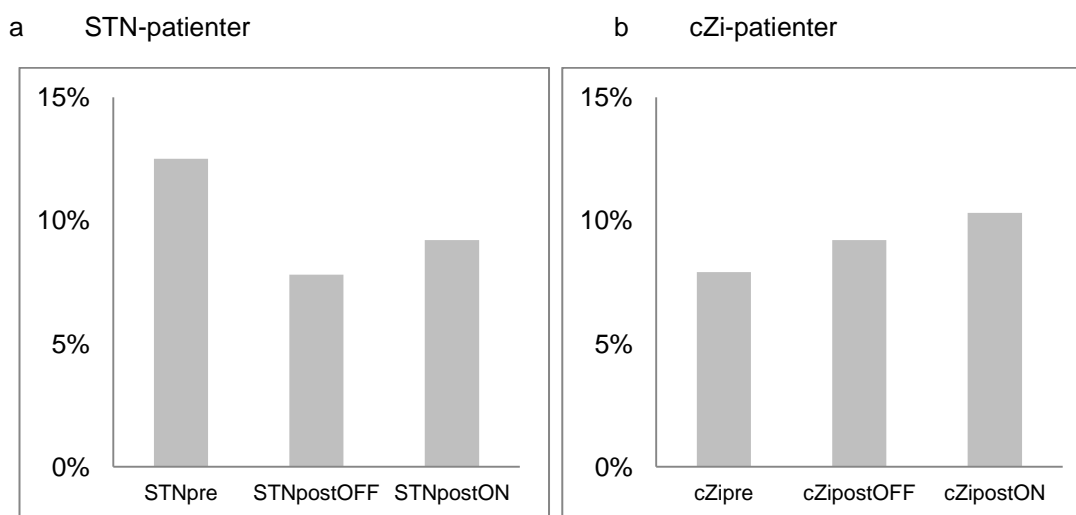 a STN-patienter
b cZi-patienter
15%
10%
5%
0%
STNpre STNpostOFF STNpostON
15%
10%
5%
0%
cZipre cZipostOFF cZipostON